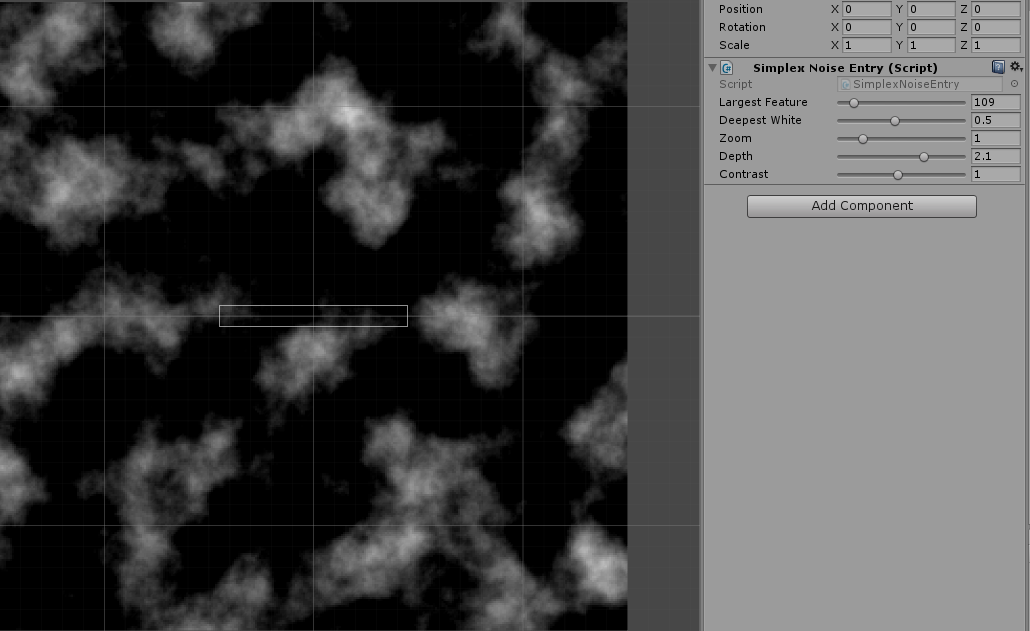 Position X 0 Y 0 Z 0
Rotation X 0 Y 0 Z 0
Scale X 1 Y 1 Z 1
Simplex Noise Entry (Script)
Script SimplexNoiseEntry
Largest Feature 109
Deepest White 0.5
Zoom 1
Depth 2.1
Contrast 1
Add Component